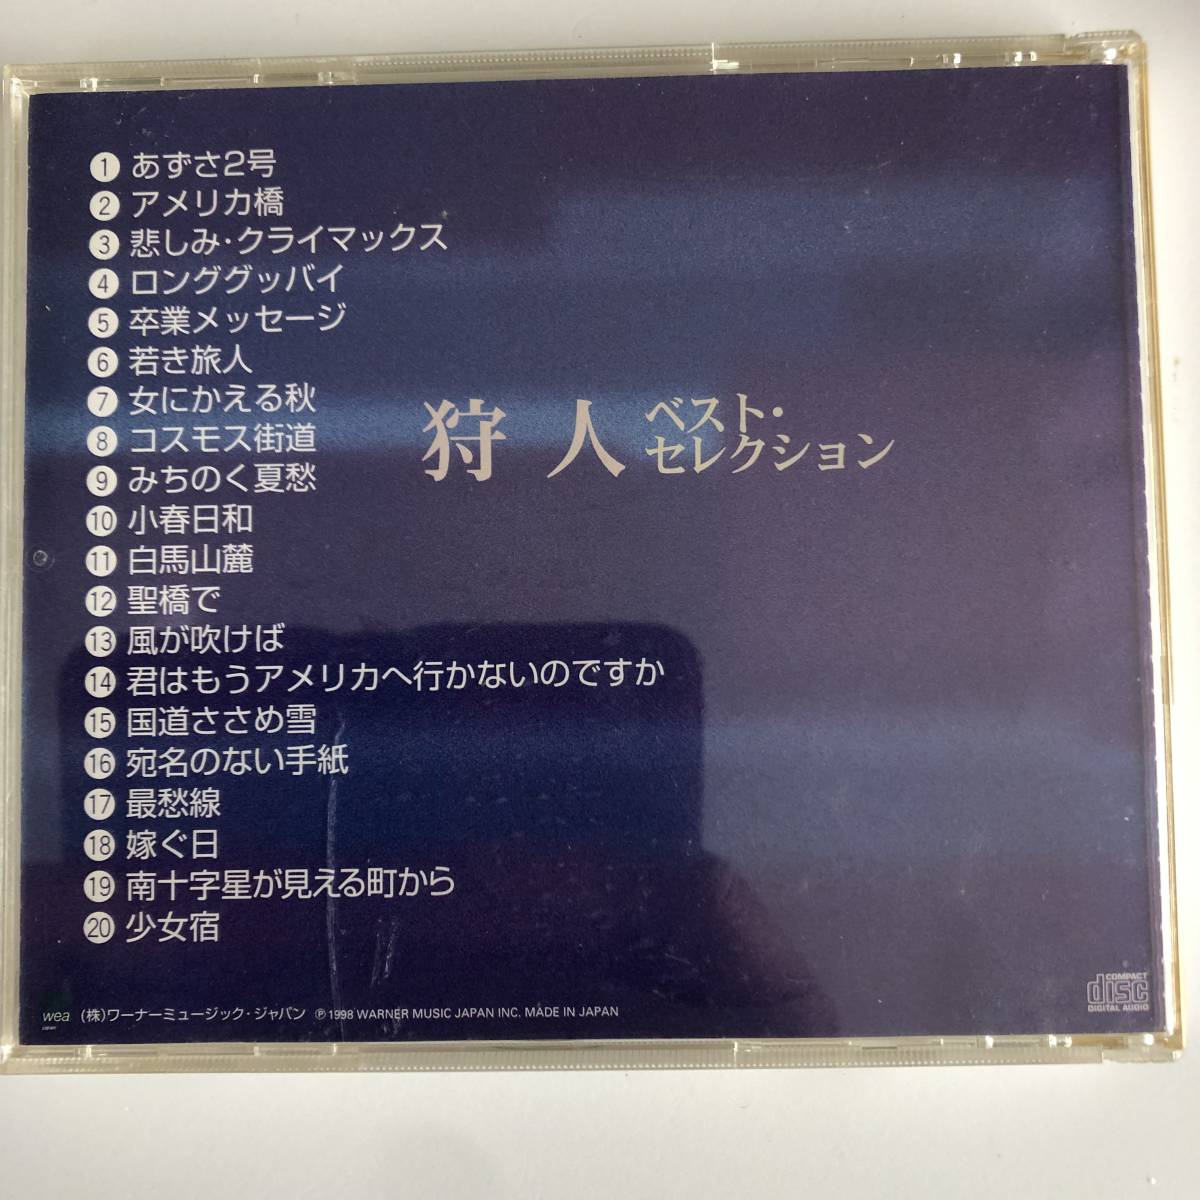 ① あずさ2号
② アメリカ橋
③ 悲しみ・クライマックス
④ ロンググッバイ
⑤ 卒業メッセージ
⑥ 若き旅人
⑦ 女にかえる秋
⑧ コスモス街道
⑨ みちのく夏愁
⑩ 小春日和
⑪ 白馬山麓
⑫ 聖橋で
⑬ 風が吹けば
⑭ 君はもうアメリカへ行かないのですか
⑮ 国道ささめ雪
⑯ 宛名のない手紙
⑰ 最愁線
⑱ 嫁ぐ日
⑲ 南十字星が見える町から
⑳ 少女宿
狩人 ベスト・
セレクション
wea (株)ワーナーミュージック・ジャパン ℗1998 WARNER MUSIC JAPAN INC. MADE IN JAPAN
COMPACT
disc
DIGITAL AUDIO